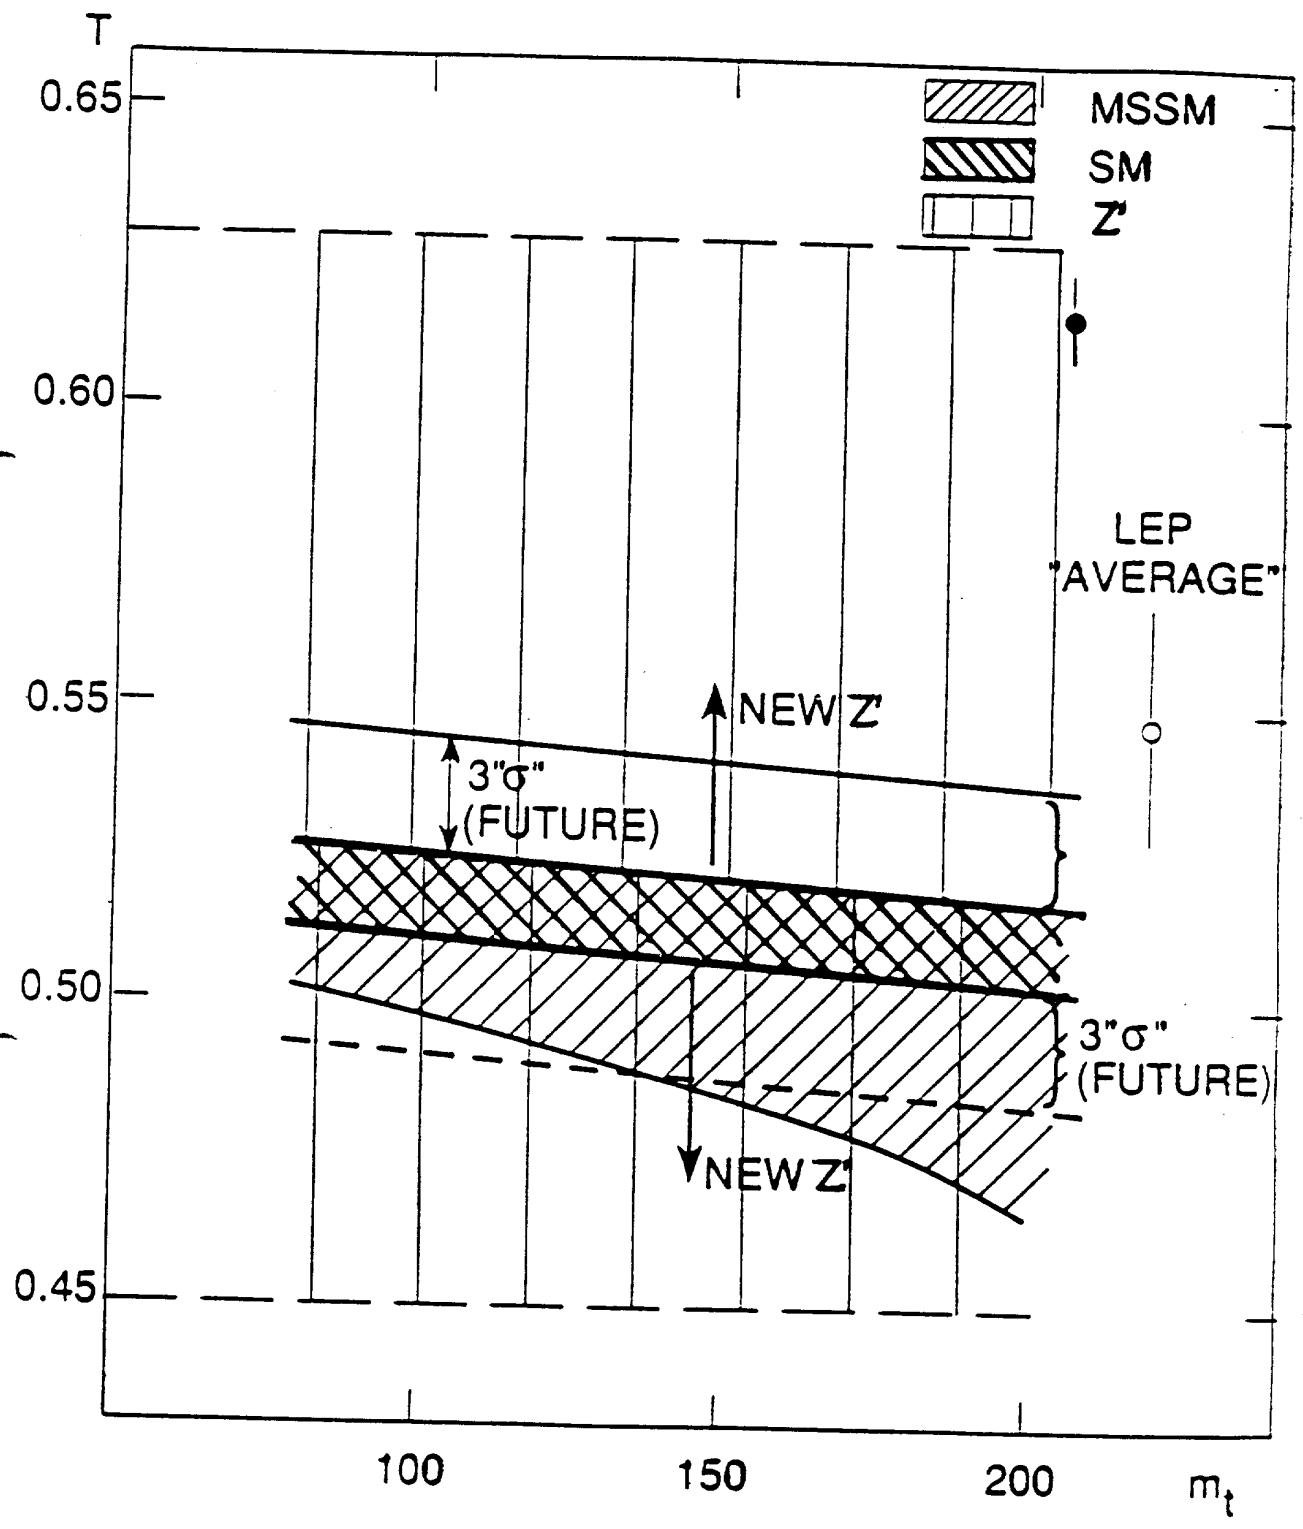 T
0.65
MSSM
SM
Z'
0.60
LEP
"AVERAGE"
0.55
NEW Z'
3"σ"
(FUTURE)
0.50
3"σ"
(FUTURE)
NEW Z'
0.45
100
150
200
m_t